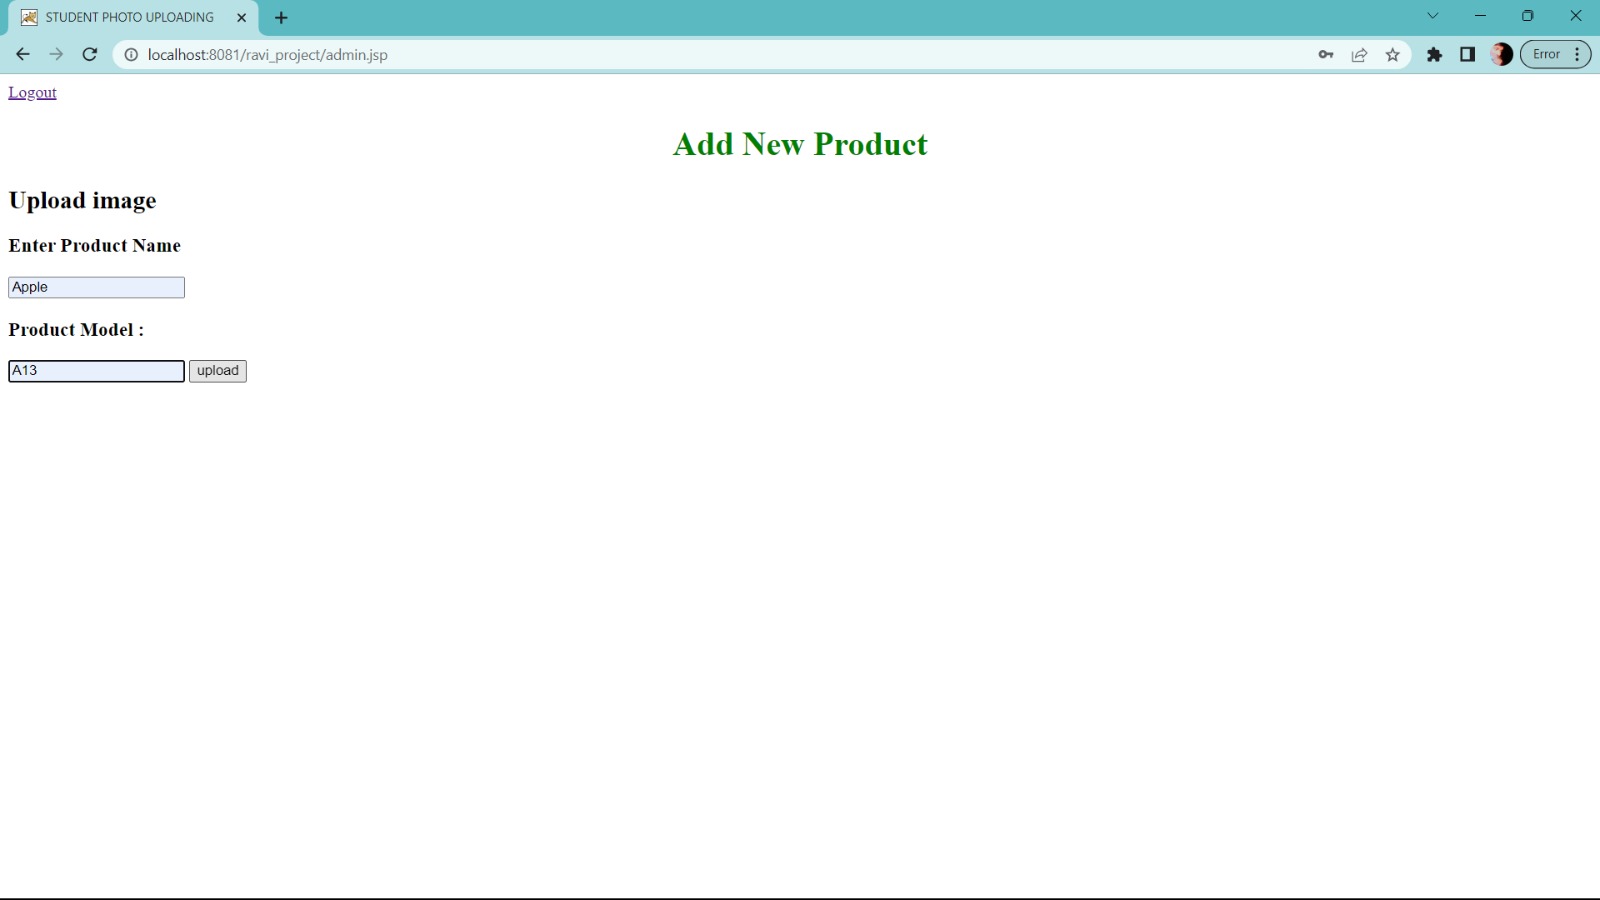 STUDENT PHOTO UPLOADING
localhost:8081/ravi_project/admin.jsp
Error
Logout
Add New Product
Upload image
Enter Product Name
Apple
Product Model :
A13 upload